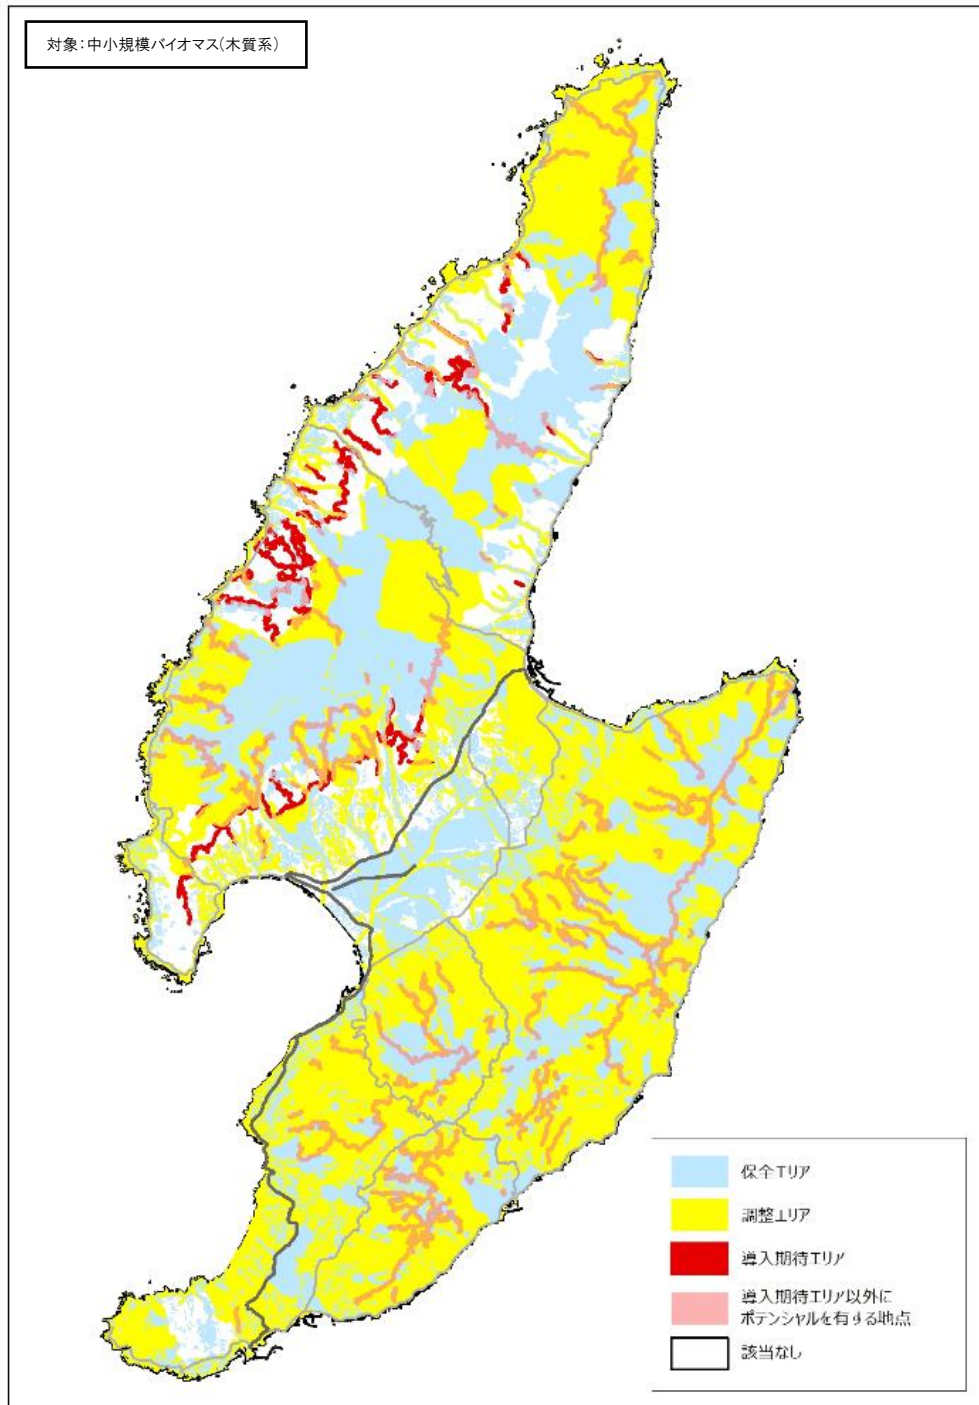 対象:中小規模バイオマス(木質系)
保全エリア
調整エリア
導入期待エリア
導入期待エリア以外に
ポテンシャルを有する地点
該当なし